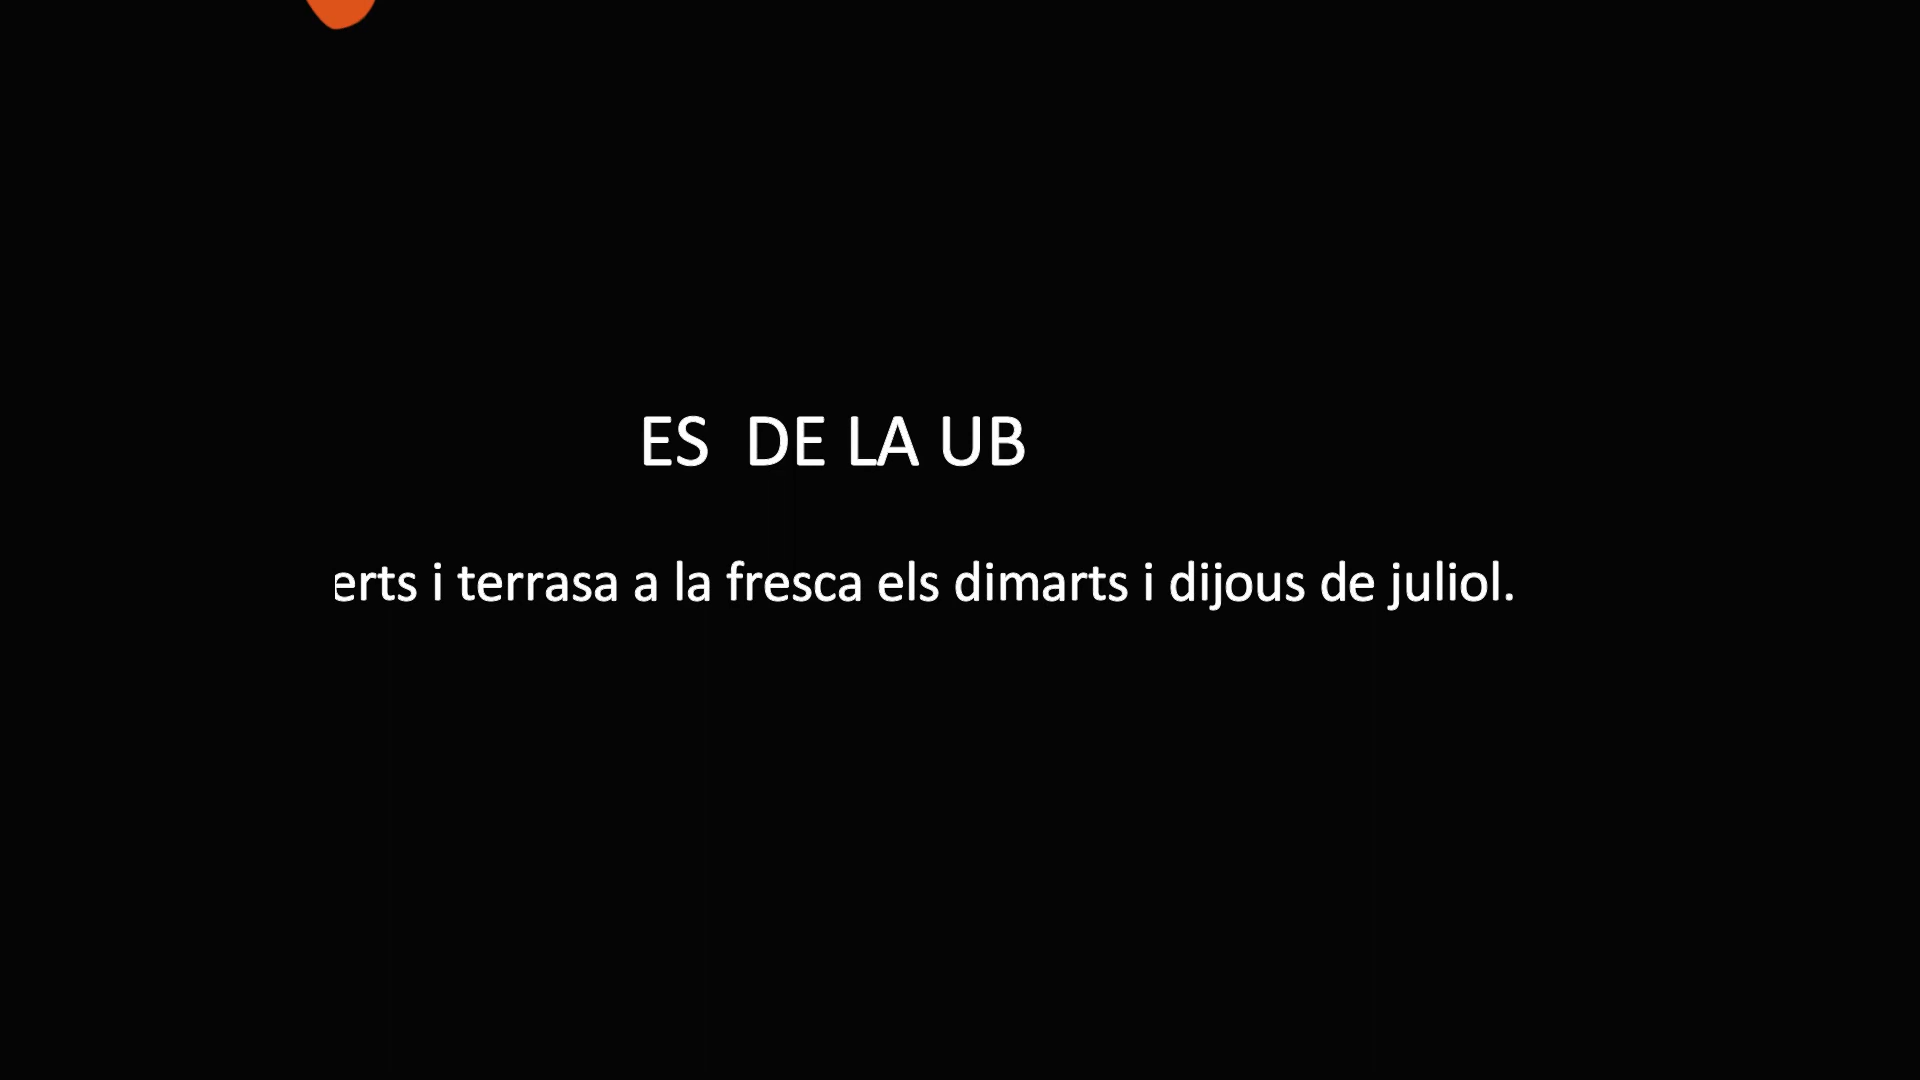 ES  DE LA UB
erts i terrasa a la fresca els dimarts i dijous de juliol.